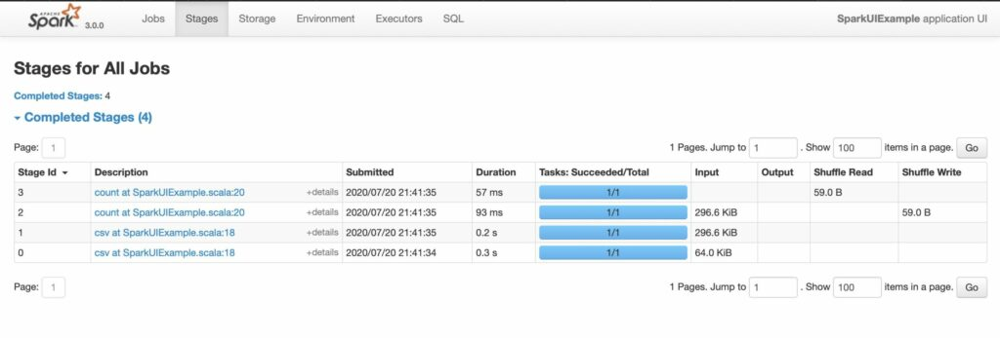 APACHE
Spark 3.0.0 Jobs Stages Storage Environment Executors SQL SparkUIExample application UI
Stages for All Jobs
Completed Stages: 4
Completed Stages (4)
Page: 1 1 Pages. Jump to 1 . Show 100 items in a page. Go
Stage Id Description Submitted Duration Tasks: Succeeded/Total Input Output Shuffle Read Shuffle Write
3 count at SparkUIExample.scala:20 +details 2020/07/20 21:41:35 57 ms 1/1 59.0 B
2 count at SparkUIExample.scala:20 +details 2020/07/20 21:41:35 93 ms 1/1 296.6 KiB 59.0 B
1 csv at SparkUIExample.scala:18 +details 2020/07/20 21:41:35 0.2 s 1/1 296.6 KiB
0 csv at SparkUIExample.scala:18 +details 2020/07/20 21:41:34 0.3 s 1/1 64.0 KiB
Page: 1 1 Pages. Jump to 1 . Show 100 items in a page. Go